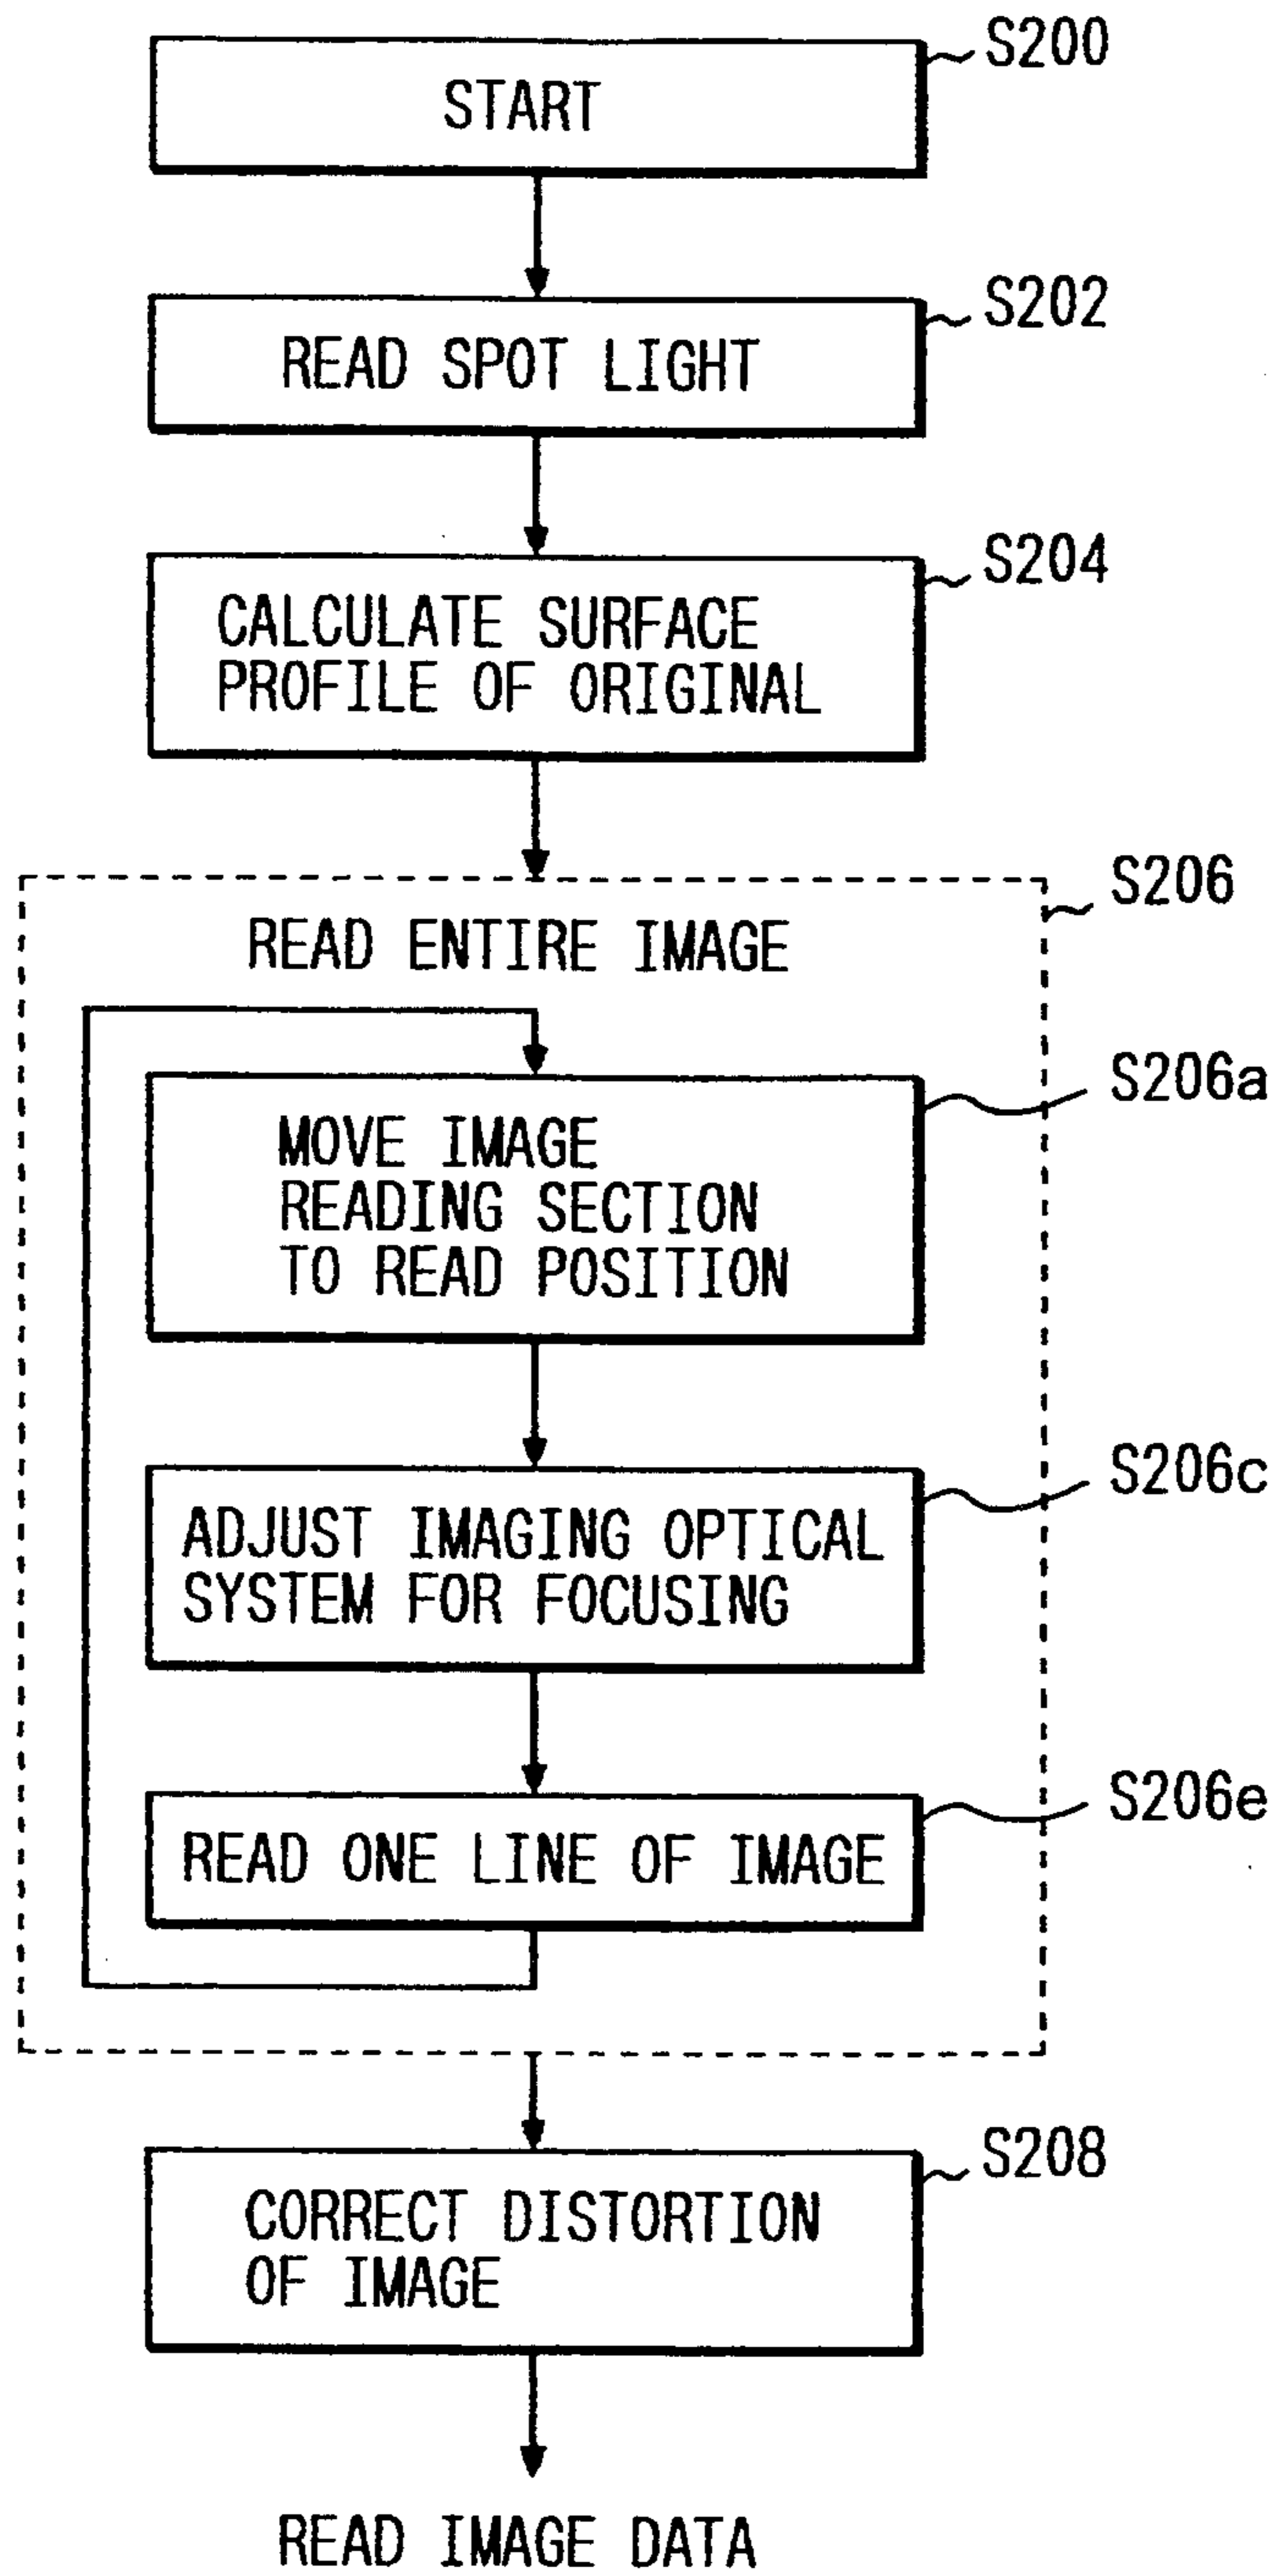 START
S200
READ SPOT LIGHT
S202
CALCULATE SURFACE
PROFILE OF ORIGINAL
S204
READ ENTIRE IMAGE
S206
MOVE IMAGE
READING SECTION
TO READ POSITION
S206a
ADJUST IMAGING OPTICAL
SYSTEM FOR FOCUSING
S206c
READ ONE LINE OF IMAGE
S206e
CORRECT DISTORTION
OF IMAGE
S208
READ IMAGE DATA